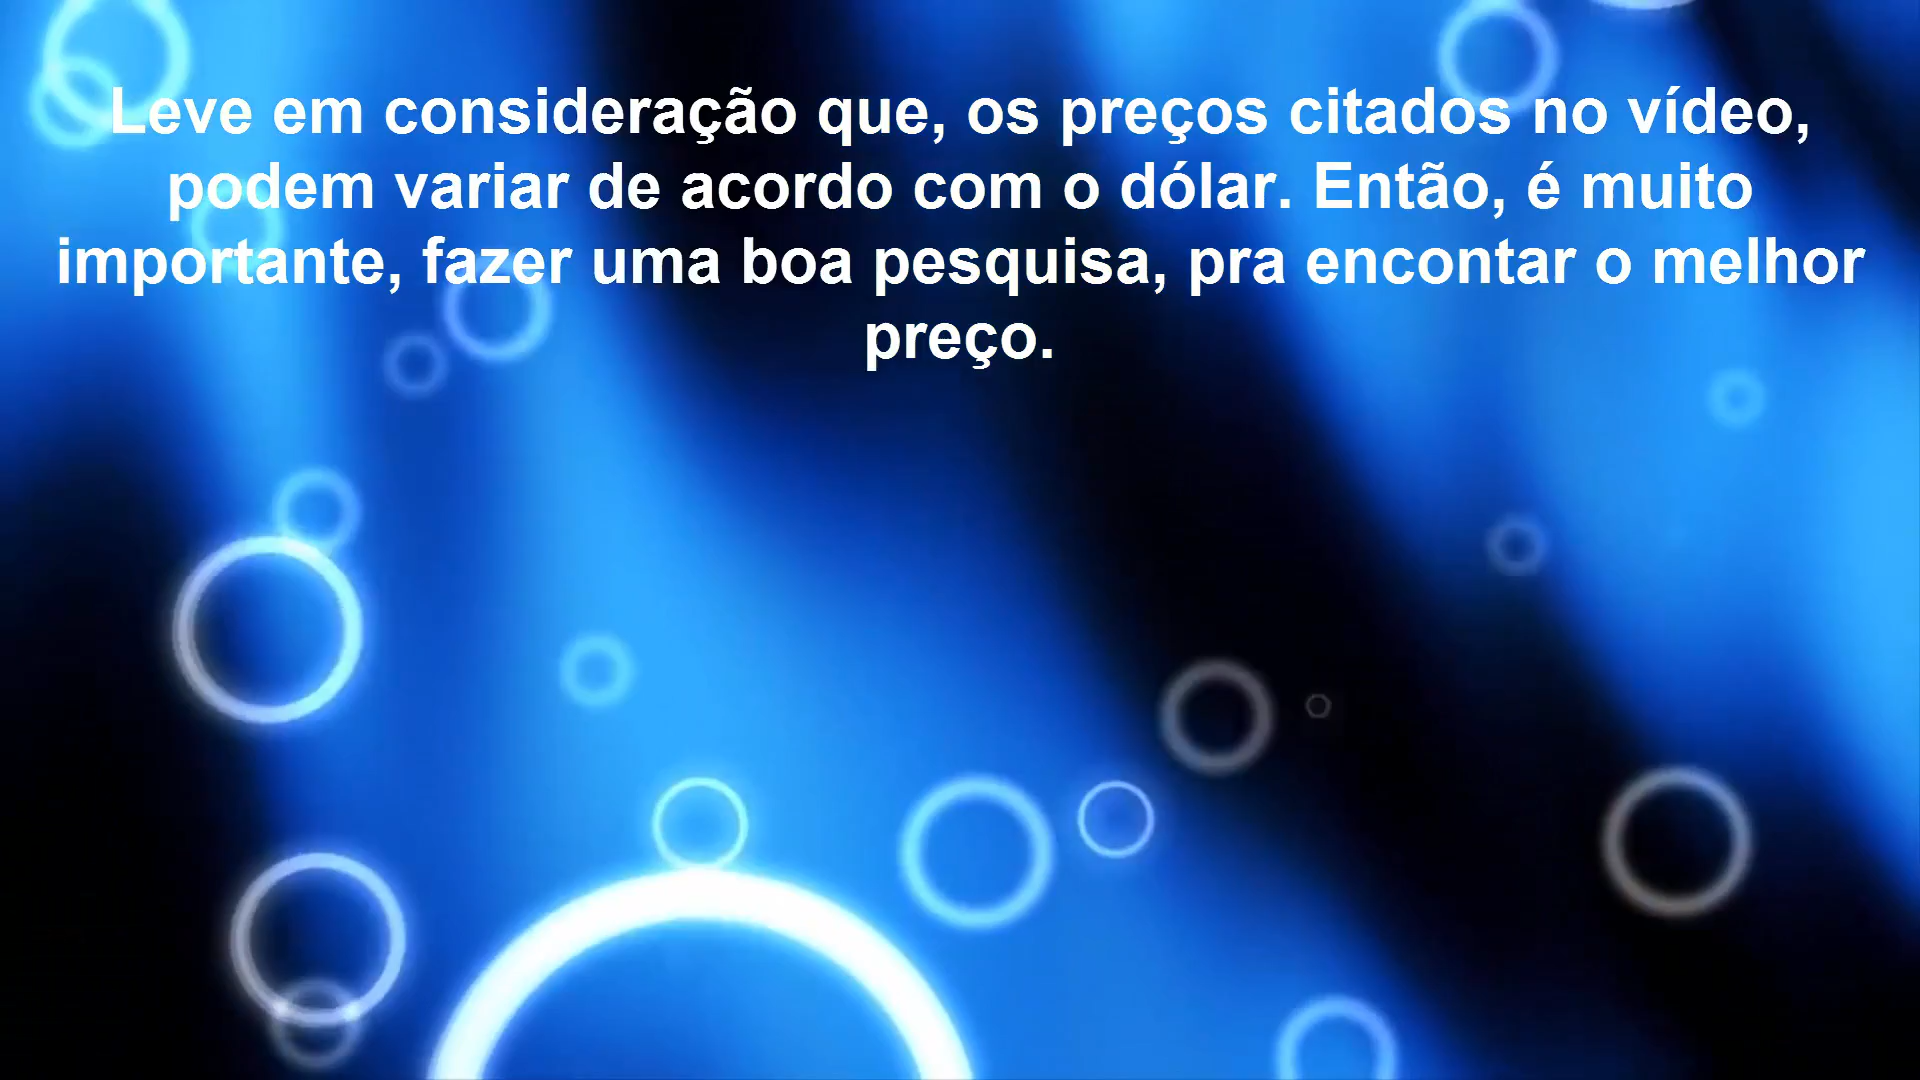 Leve em consideração que, os preços citados no vídeo,
podem variar de acordo com o dólar. Então, é muito
importante, fazer uma boa pesquisa, pra encontar o melhor
preço.